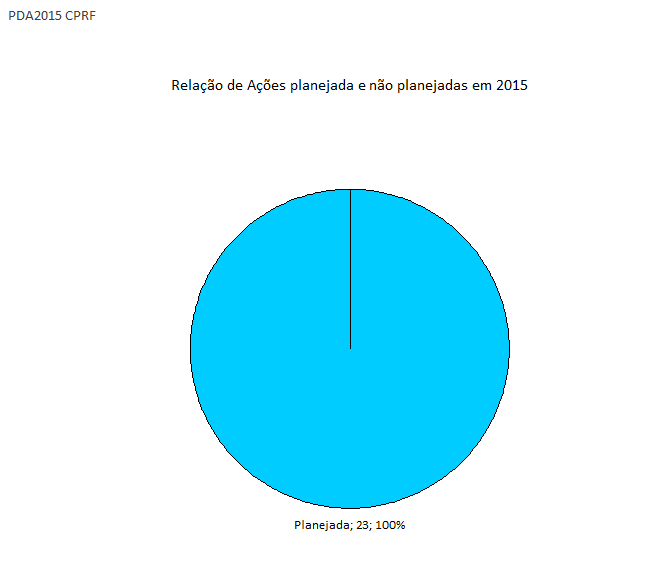 PDA2015 CPRF
Relação de Ações planejada e não planejadas em 2015
Planejada; 23; 100%